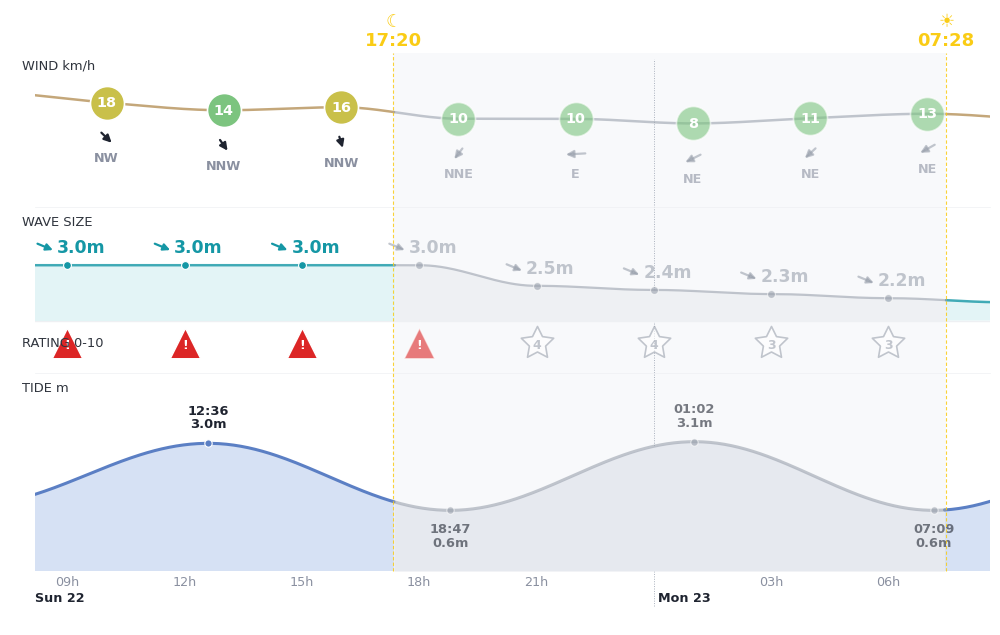 17:20 07:28
WIND km/h
18 14 16 10 10 8 11 13
NW NNW NNW NNE E NE NE NE
WAVE SIZE
3.0m 3.0m 3.0m 3.0m 2.5m 2.4m 2.3m 2.2m
RATING 0-10
! ! ! ! 4 4 3 3
TIDE m
12:36 01:02
3.0m 3.1m
18:47 07:09
0.6m 0.6m
09h 12h 15h 18h 21h 03h 06h
Sun 22 Mon 23